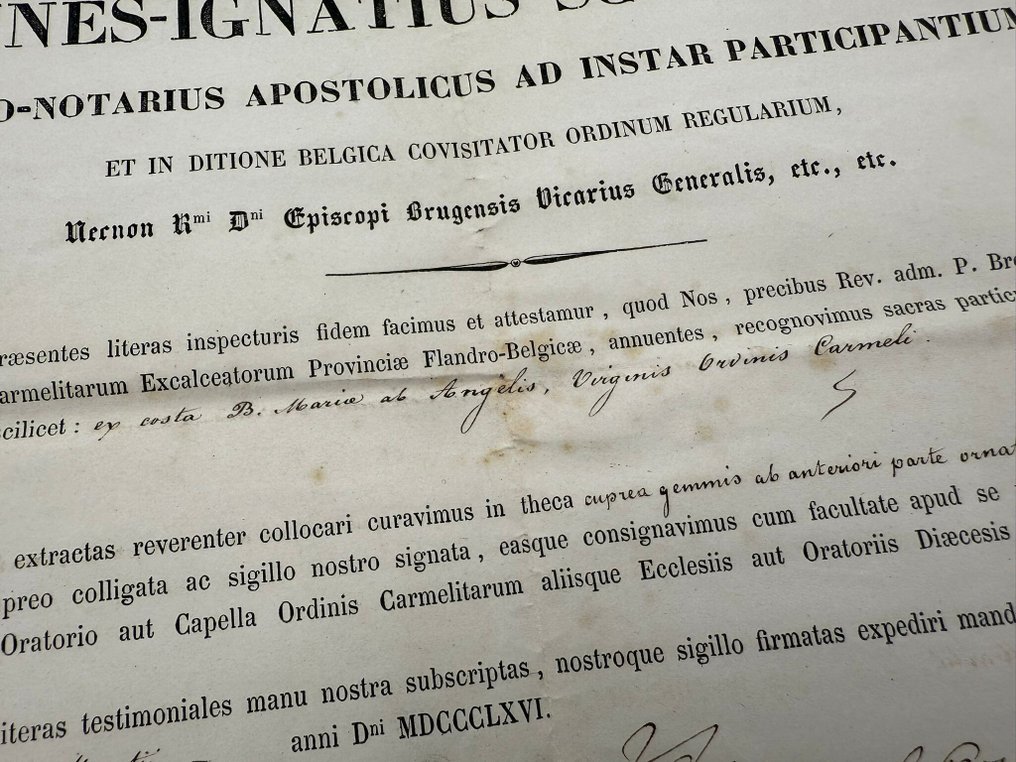 NNES-IGNATIUS
O-NOTARIUS APOSTOLICUS AD INSTAR PARTICIPANTIUM
ET IN DITIONE BELGICA COVISITATOR ORDINUM REGULARIUM,
Necnon Rmi Dni Episcopi Brugensis Vicarius Generalis, etc., etc.
ræsentes literas inspecturis fidem facimus et attestamur, quod Nos, precibus Rev. adm. P. Bro
armelitarum Excalceatorum Provinciæ Flandro-Belgicæ, annuentes, recognovimus sacras partic
cilicet: ex costa B. Mariæ ab Angelis, Virginis Ordinis Carmeli.
extractas reverenter collocari curavimus in theca cuprea gemmis ab anteriori parte ornat
preo colligata ac sigillo nostro signata, easque consignavimus cum facultate apud se
Oratorio aut Capella Ordinis Carmelitarum aliisque Ecclesiis aut Oratoriis Diæcesis
iteras testimoniales manu nostra subscriptas, nostroque sigillo firmatas expediri mand
anni Dni MDCCCLXVI.